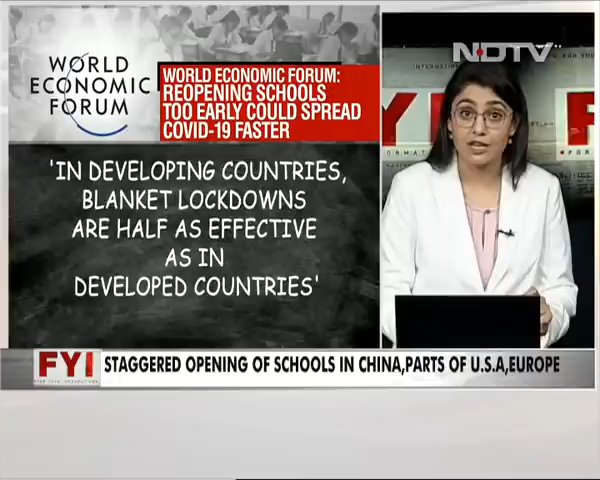 WORLD
ECONOMIC
FORUM
WORLD ECONOMIC FORUM:
REOPENING SCHOOLS
TOO EARLY COULD SPREAD
COVID-19 FASTER
'IN DEVELOPING COUNTRIES,
BLANKET LOCKDOWNS
ARE HALF AS EFFECTIVE
AS IN
DEVELOPED COUNTRIES'
NDTV
FYI
STAGGERED OPENING OF SCHOOLS IN CHINA,PARTS OF U.S.A,EUROPE